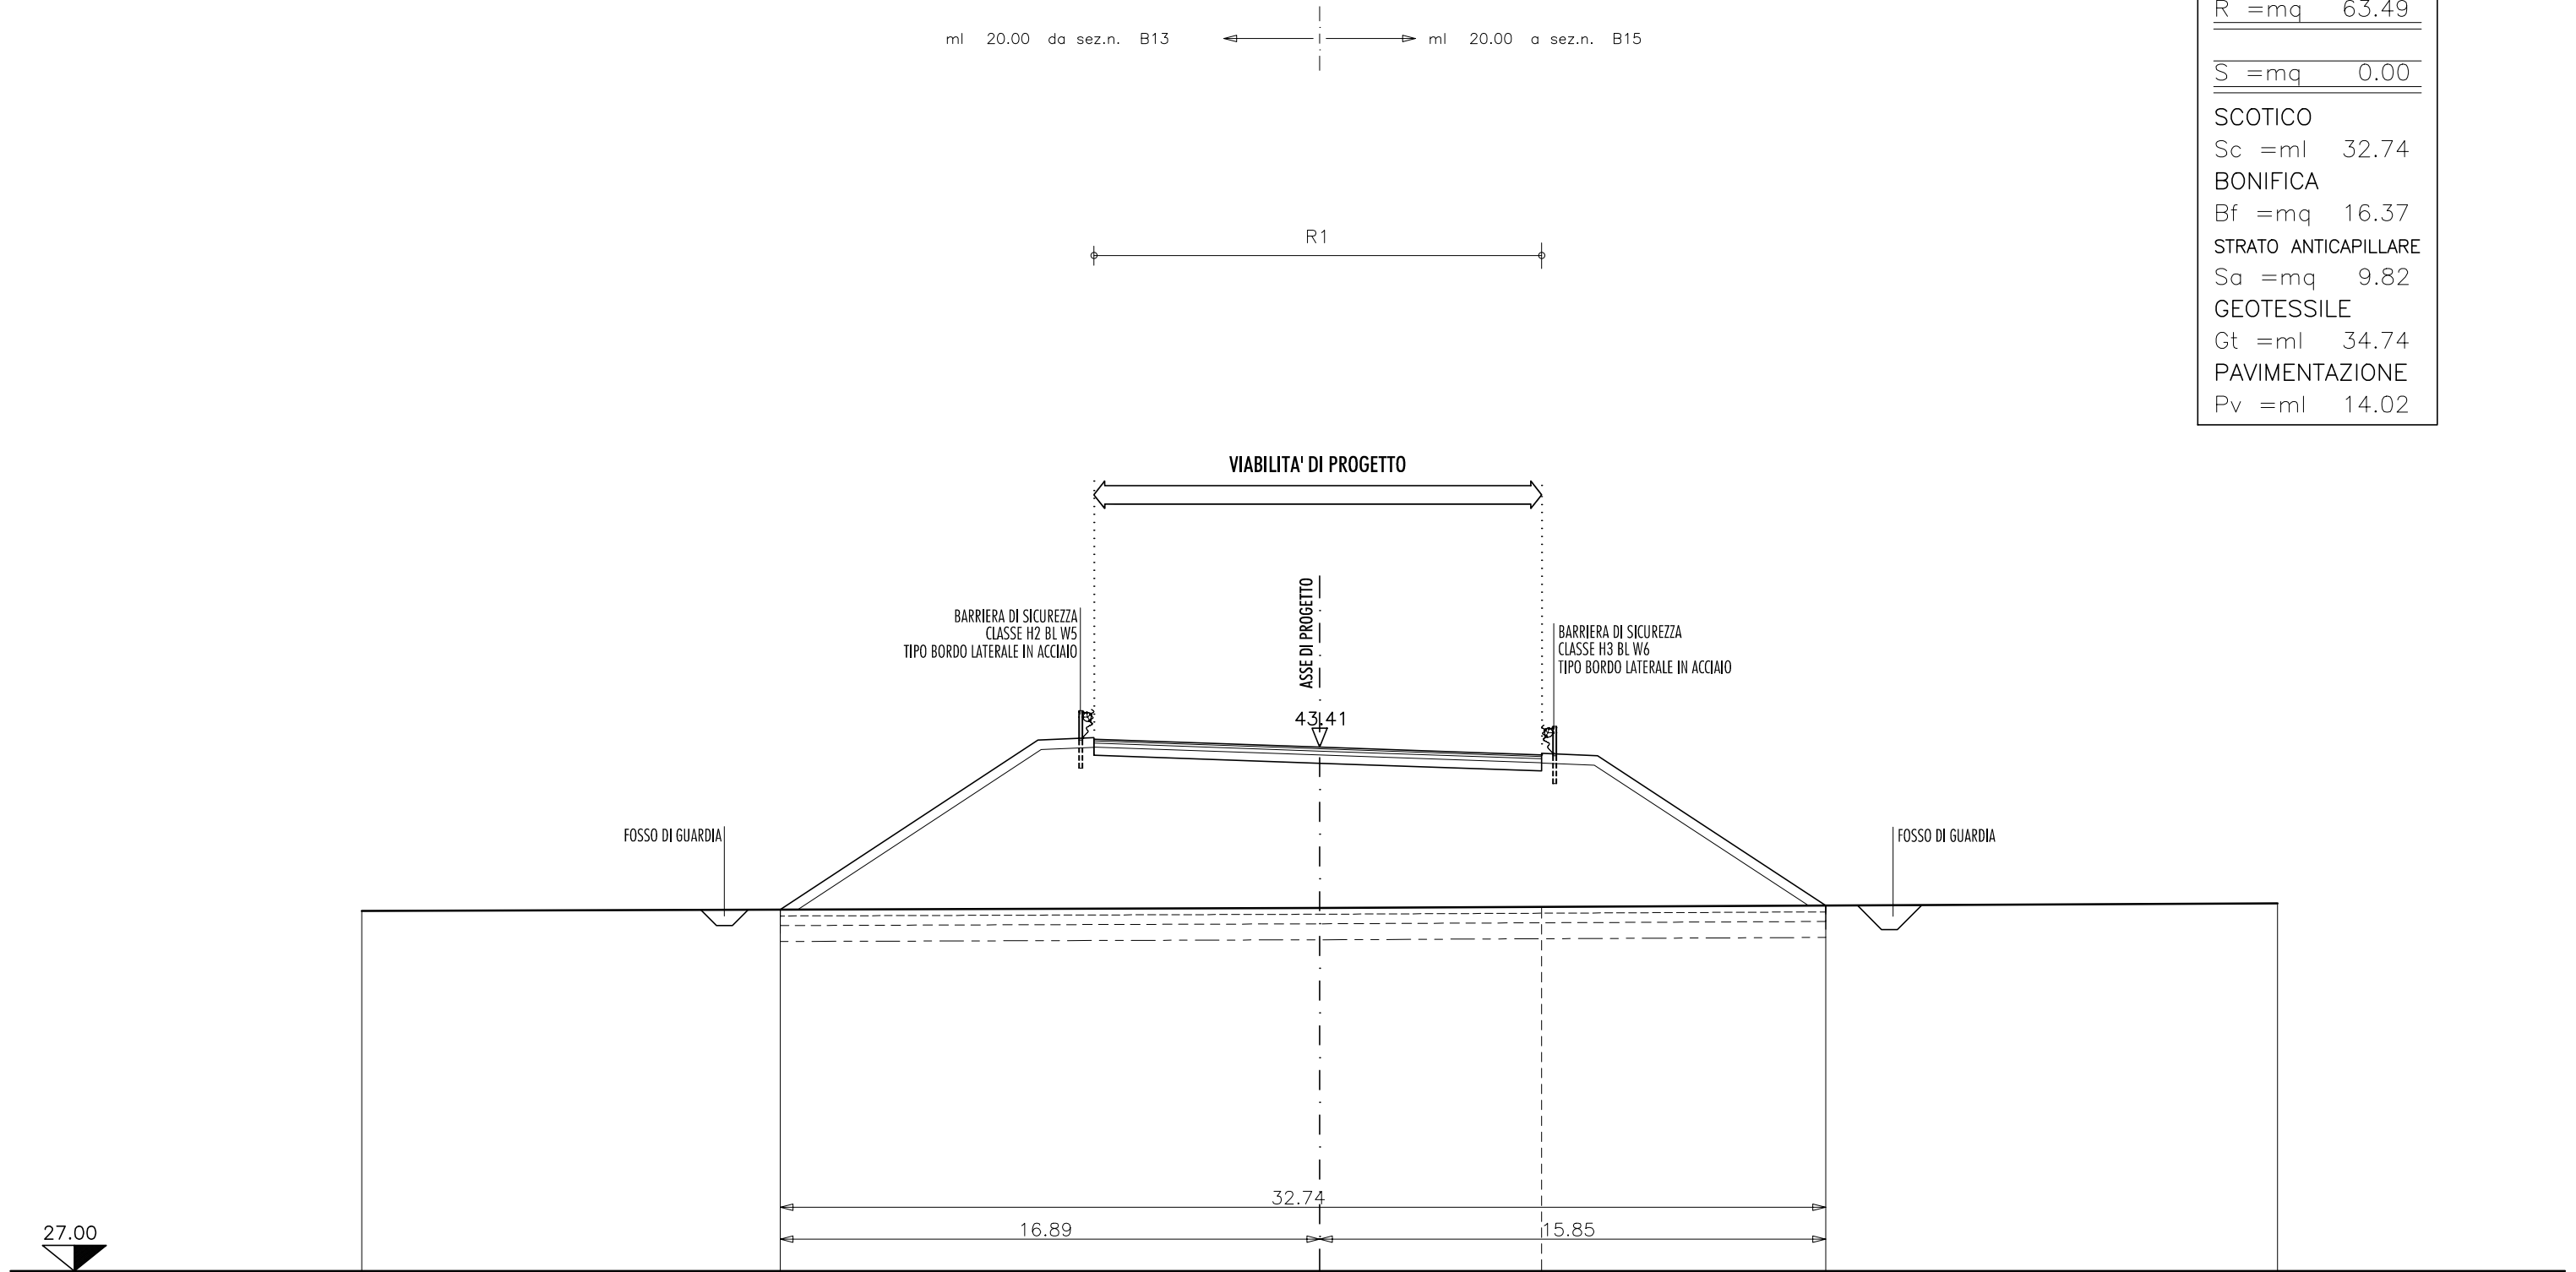 R =mq 63.49
ml 20.00 da sez.n. B13
ml 20.00 a sez.n. B15
S =mq 0.00
SCOTICO
Sc =ml 32.74
BONIFICA
Bf =mq 16.37
STRATO ANTICAPILLARE
Sa =mq 9.82
GEOTESSILE
Gt =ml 34.74
PAVIMENTAZIONE
Pv =ml 14.02
R1
VIABILITA' DI PROGETTO
ASSE DI PROGETTO
BARRIERA DI SICUREZZA
CLASSE H2 BL W5
TIPO BORDO LATERALE IN ACCIAIO
BARRIERA DI SICUREZZA
CLASSE H3 BL W6
TIPO BORDO LATERALE IN ACCIAIO
43.41
FOSSO DI GUARDIA
FOSSO DI GUARDIA
32.74
16.89
15.85
27.00